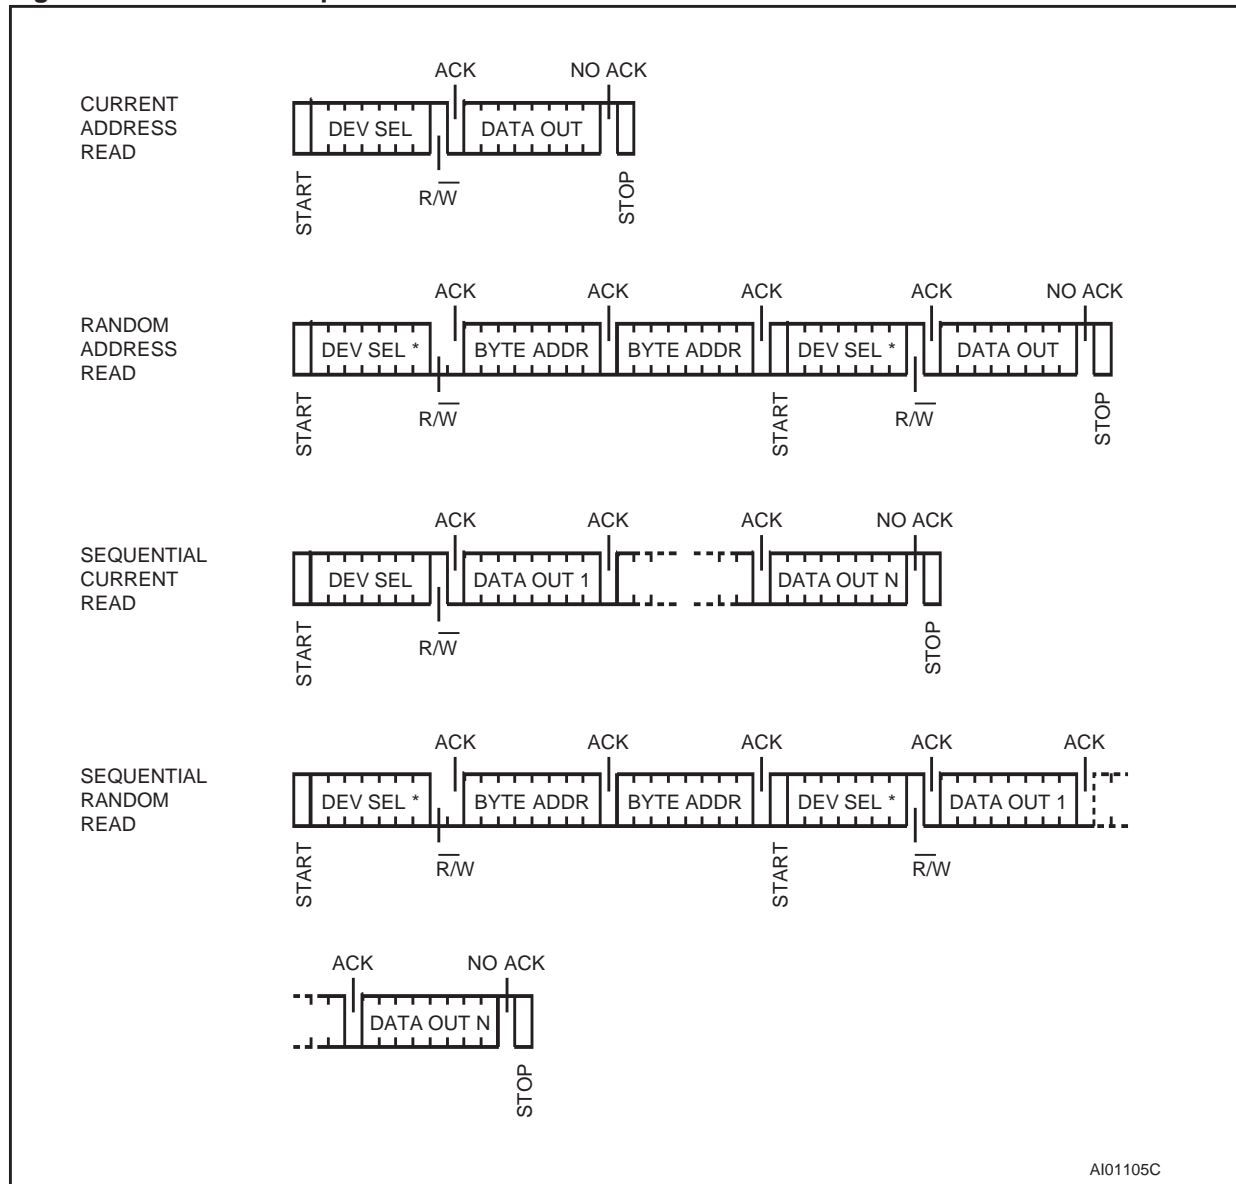 ACK NO ACK
CURRENT
ADDRESS
READ
DEV SEL DATA OUT
START R/W̅ STOP
ACK ACK ACK ACK NO ACK
RANDOM
ADDRESS
READ
DEV SEL * BYTE ADDR BYTE ADDR DEV SEL * DATA OUT
START R/W̅ START R/W̅ STOP
ACK ACK ACK NO ACK
SEQUENTIAL
CURRENT
READ
DEV SEL DATA OUT 1 DATA OUT N
START R/W̅ STOP
ACK ACK ACK ACK ACK
SEQUENTIAL
RANDOM
READ
DEV SEL * BYTE ADDR BYTE ADDR DEV SEL * DATA OUT 1
START R̅/W START R̅/W
ACK NO ACK
DATA OUT N
STOP
AI01105C